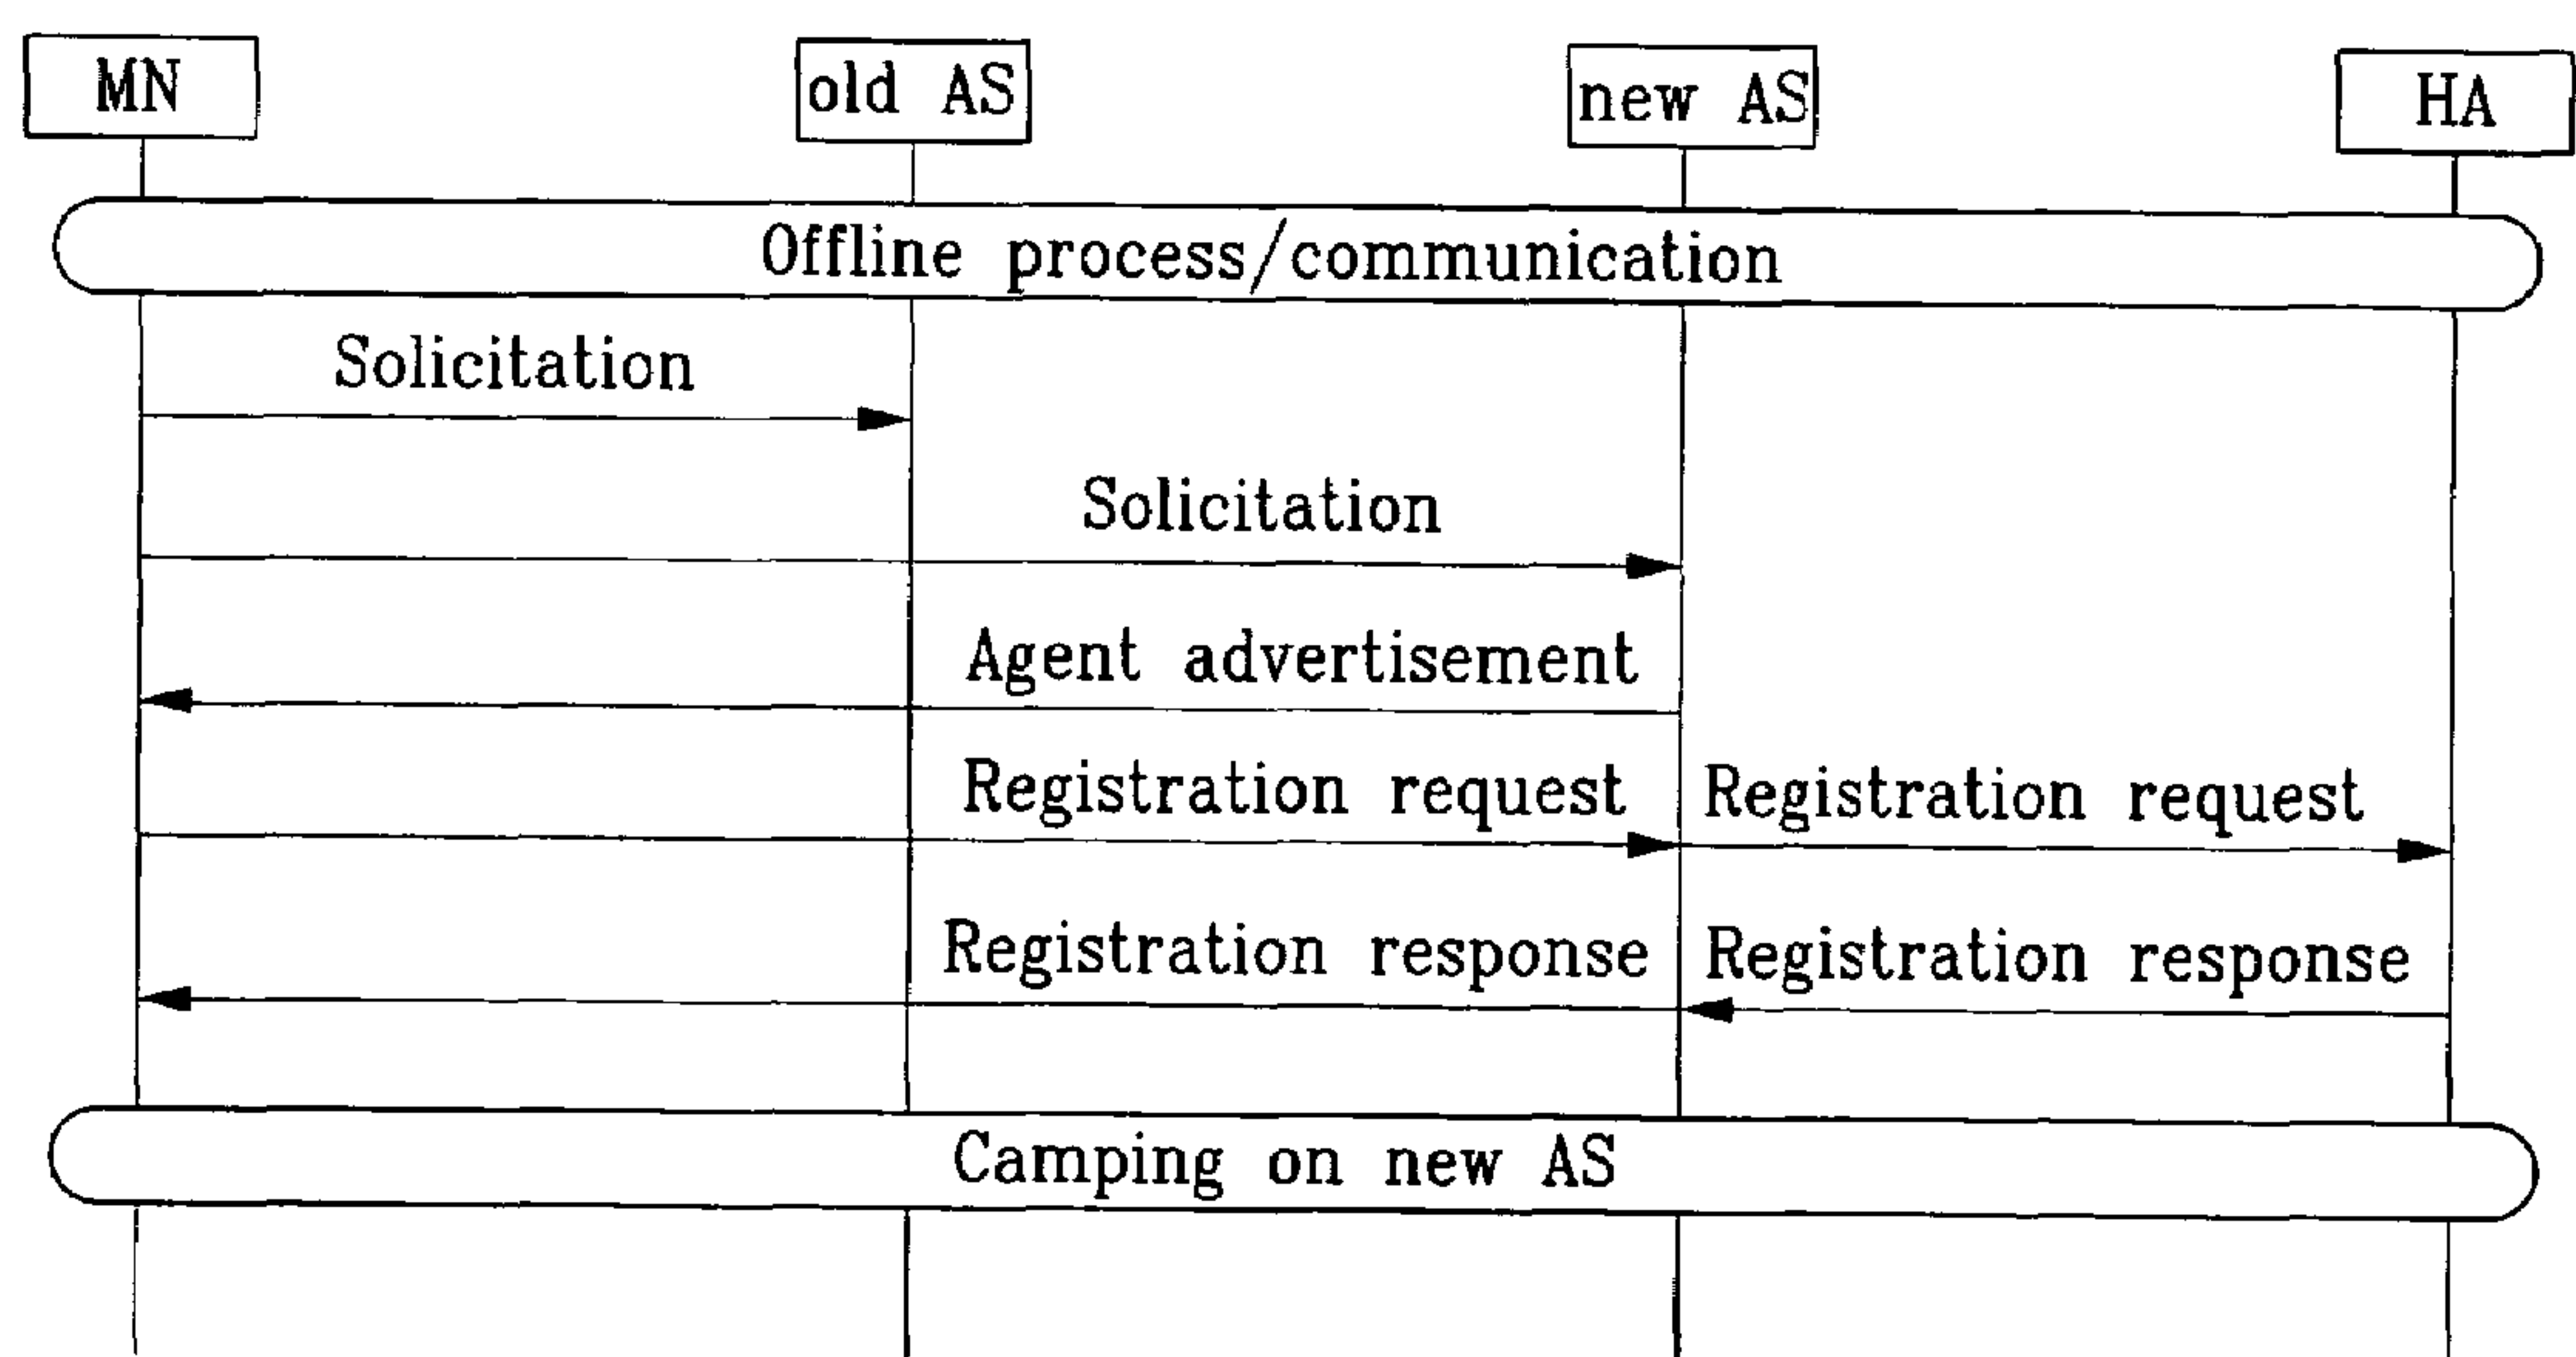 MN
old AS
new AS
HA
Offline process/communication
Solicitation
Solicitation
Agent advertisement
Registration request
Registration request
Registration response
Registration response
Camping on new AS